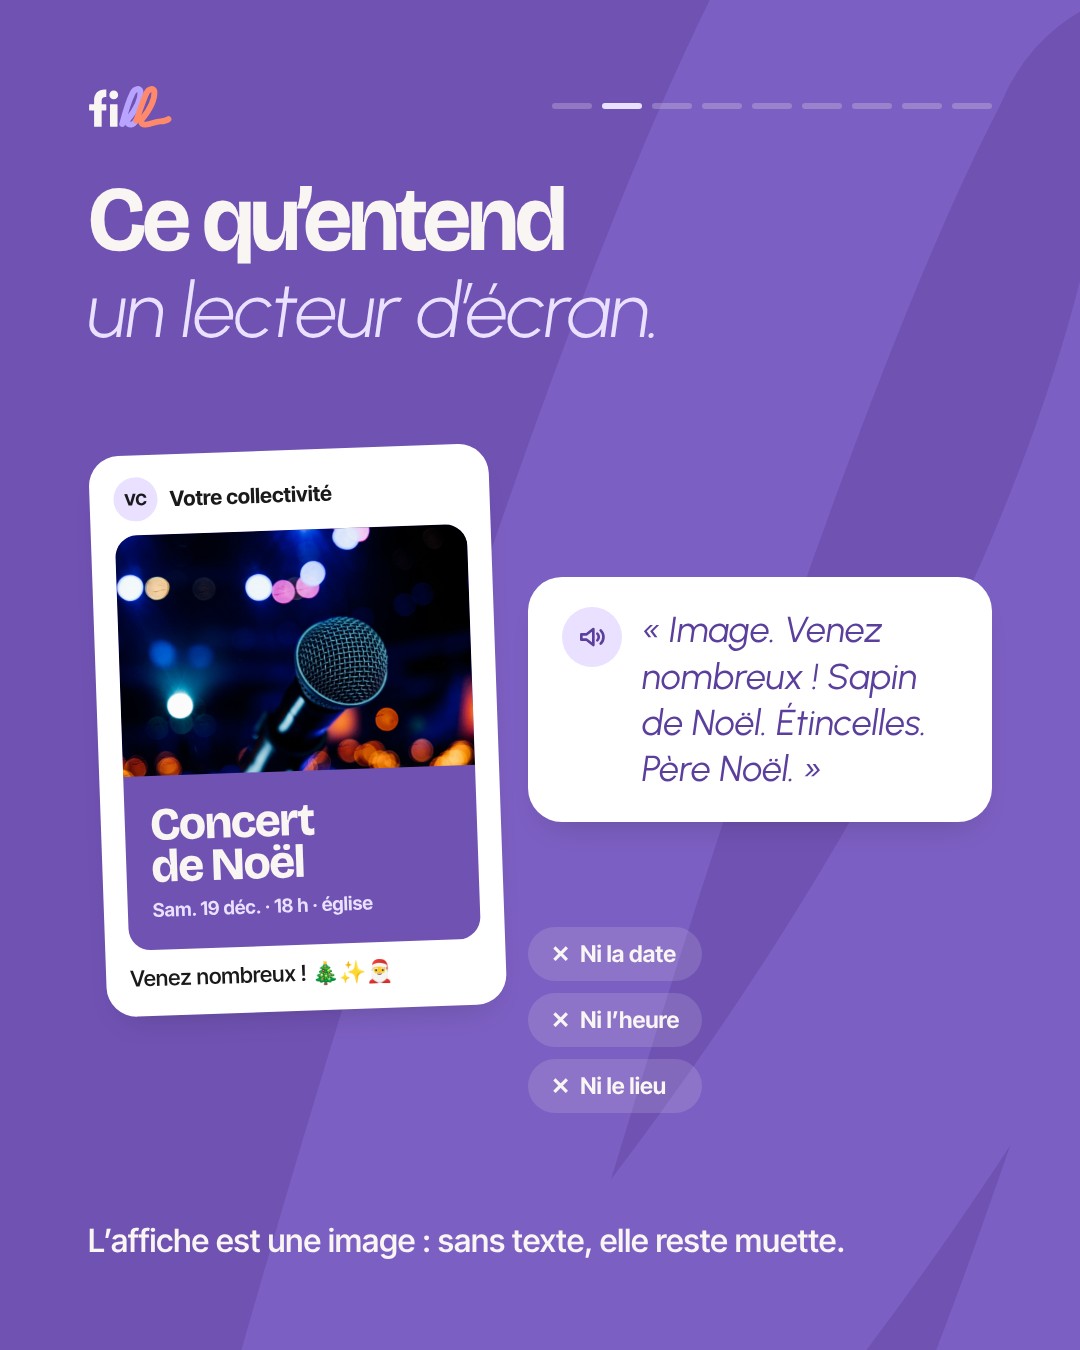 fill
Ce qu’entend
un lecteur d’écran.
VC
Votre collectivité
Concert
de Noël
Sam. 19 déc. · 18 h · église
Venez nombreux ! 🎄✨🎅
« Image. Venez
nombreux ! Sapin
de Noël. Étincelles.
Père Noël. »
✕ Ni la date
✕ Ni l’heure
✕ Ni le lieu
L’affiche est une image : sans texte, elle reste muette.